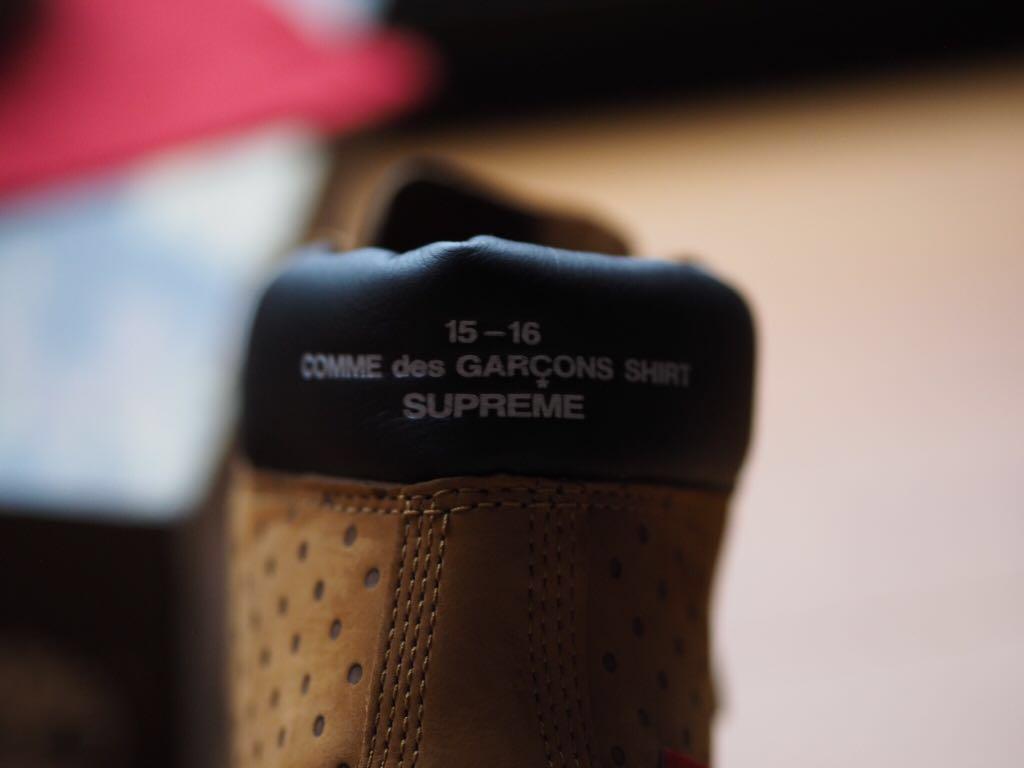 15-16
COMME des GARÇONS SHIRT
*
SUPREME